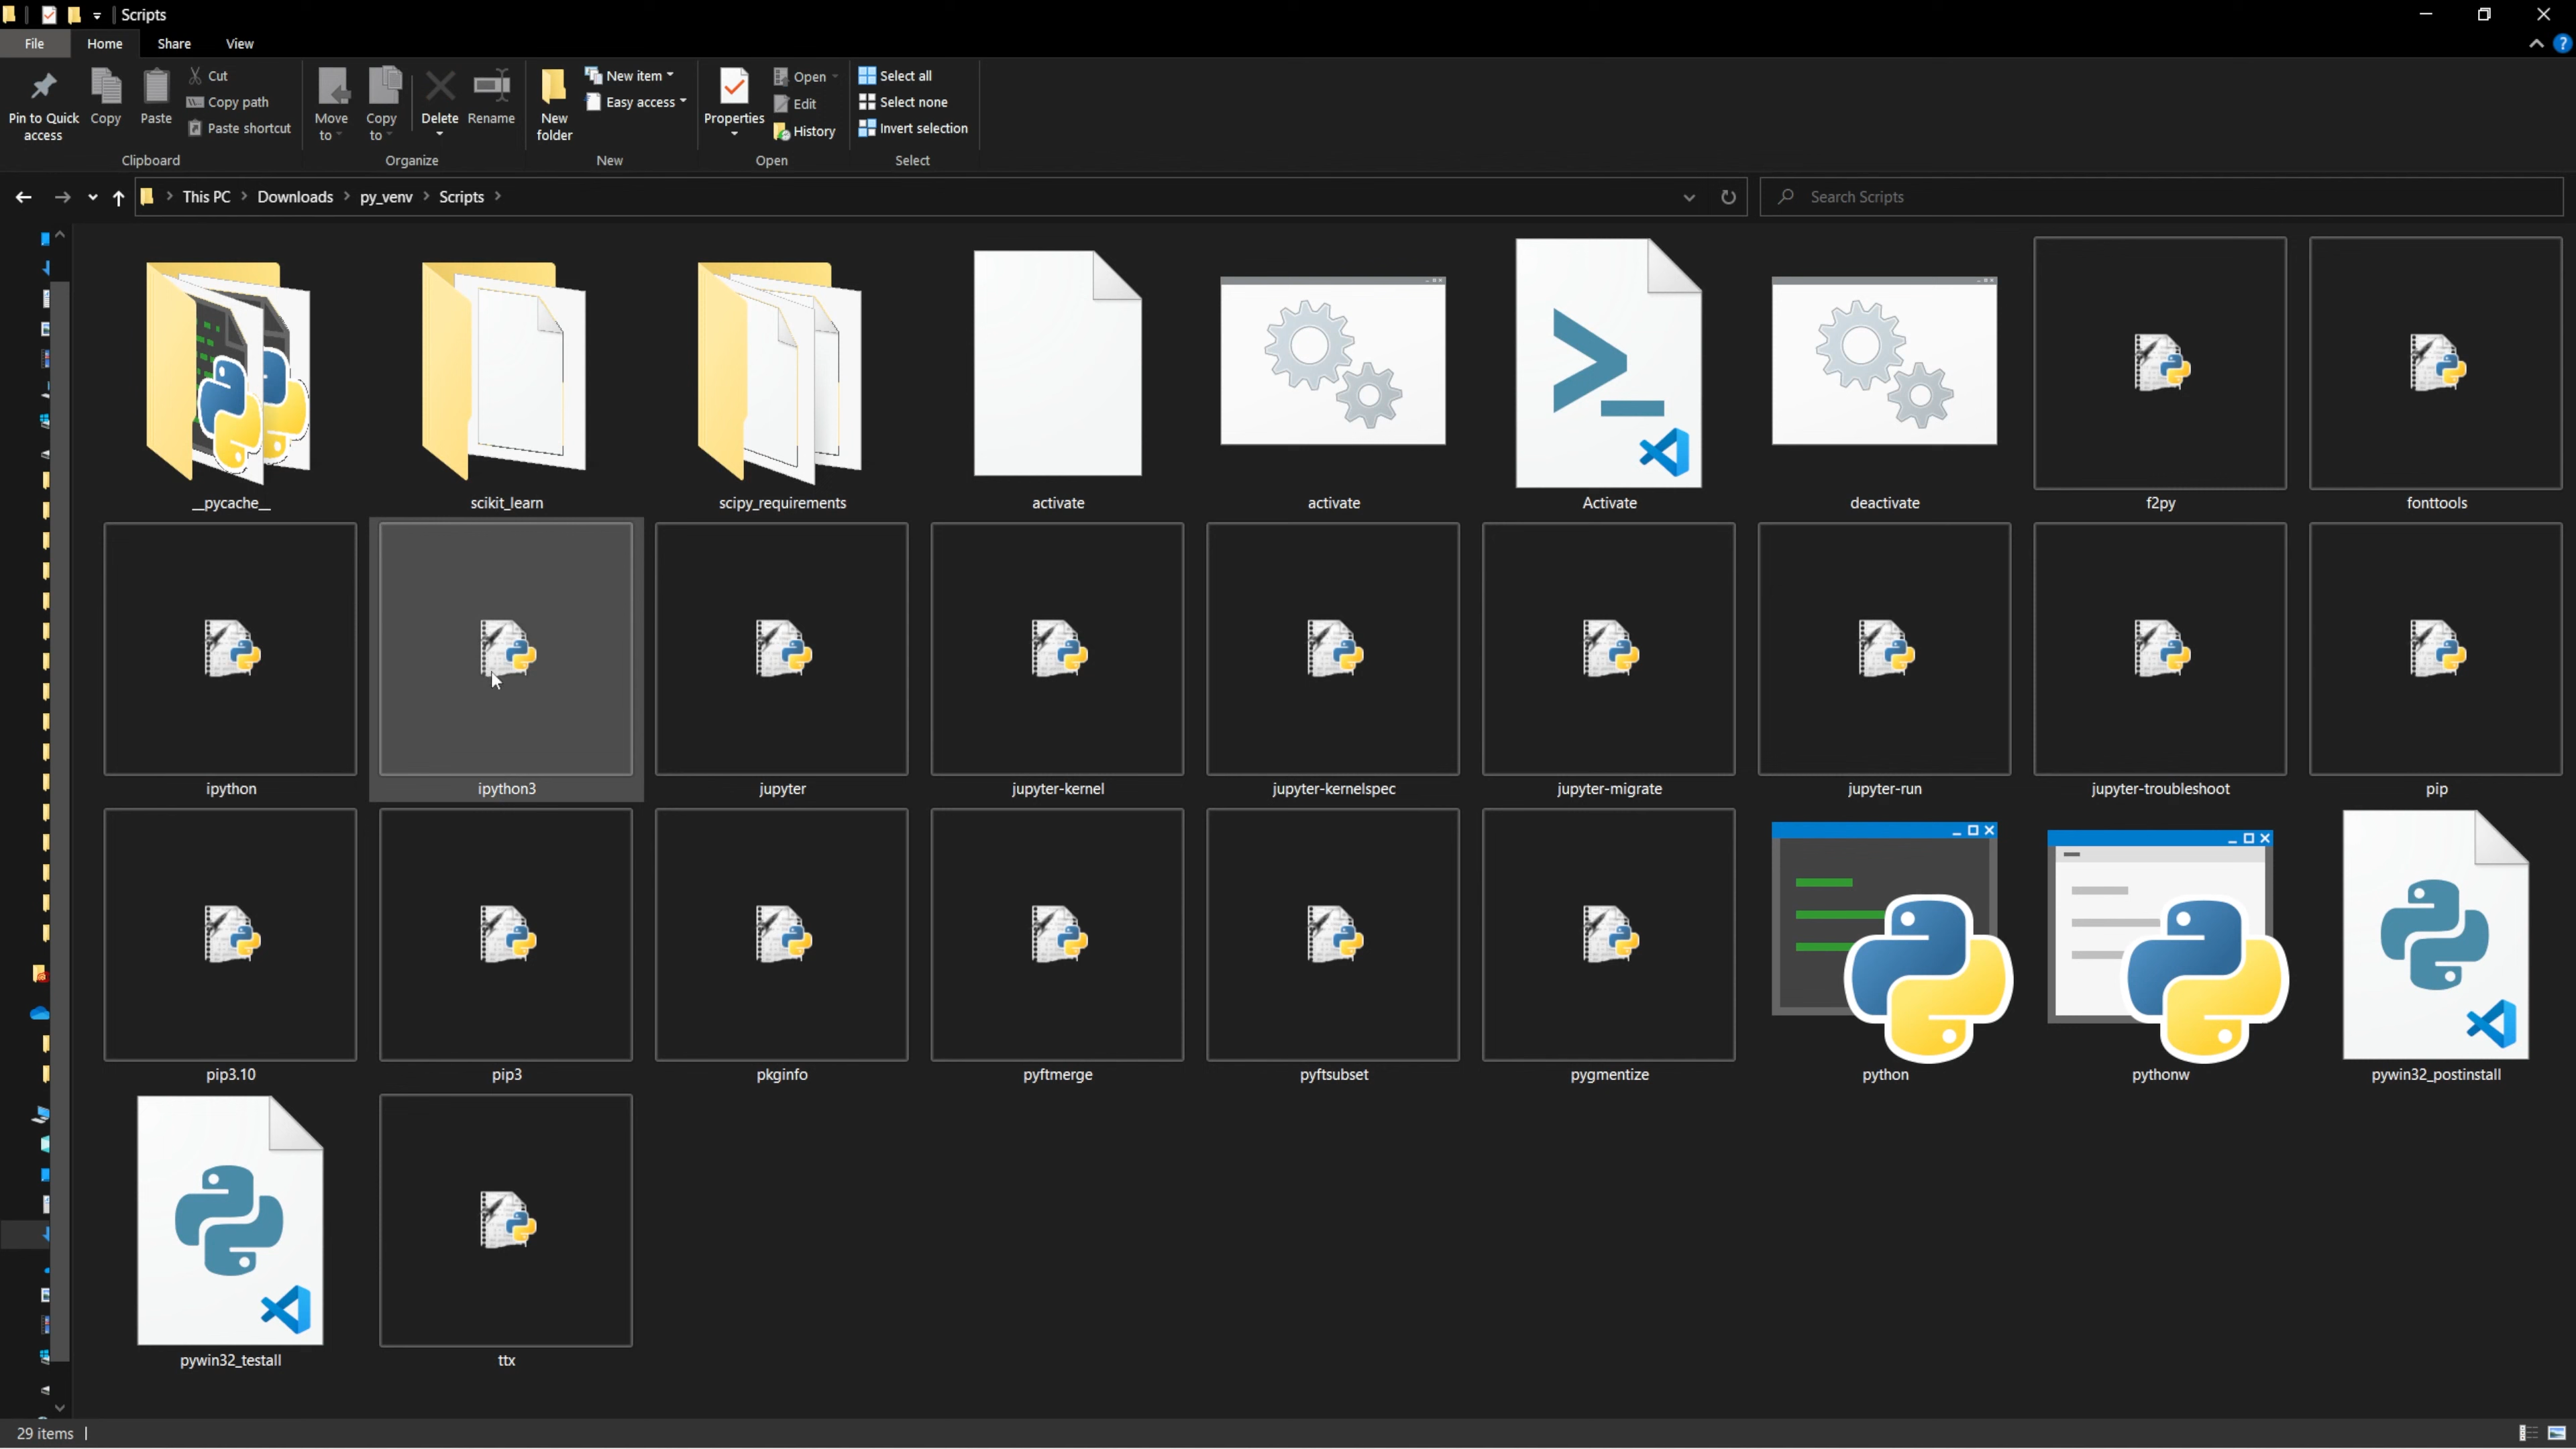 Scripts
File Home Share View
Pin to Quick access
Copy
Paste
Cut
Copy path
Paste shortcut
Clipboard
Move to
Copy to
Delete
Rename
Organize
New folder
New item
Easy access
New
Properties
Open
Edit
History
Open
Select all
Select none
Invert selection
Select
This PC Downloads py_venv Scripts
Search Scripts
__pycache__ scikit_learn scipy_requirements activate activate Activate deactivate f2py fonttools
ipython ipython3 jupyter jupyter-kernel jupyter-kernelspec jupyter-migrate jupyter-run jupyter-troubleshoot pip
pip3.10 pip3 pkginfo pyftmerge pyftsubset pygmentize python pythonw pywin32_postinstall
pywin32_testall ttx
29 items